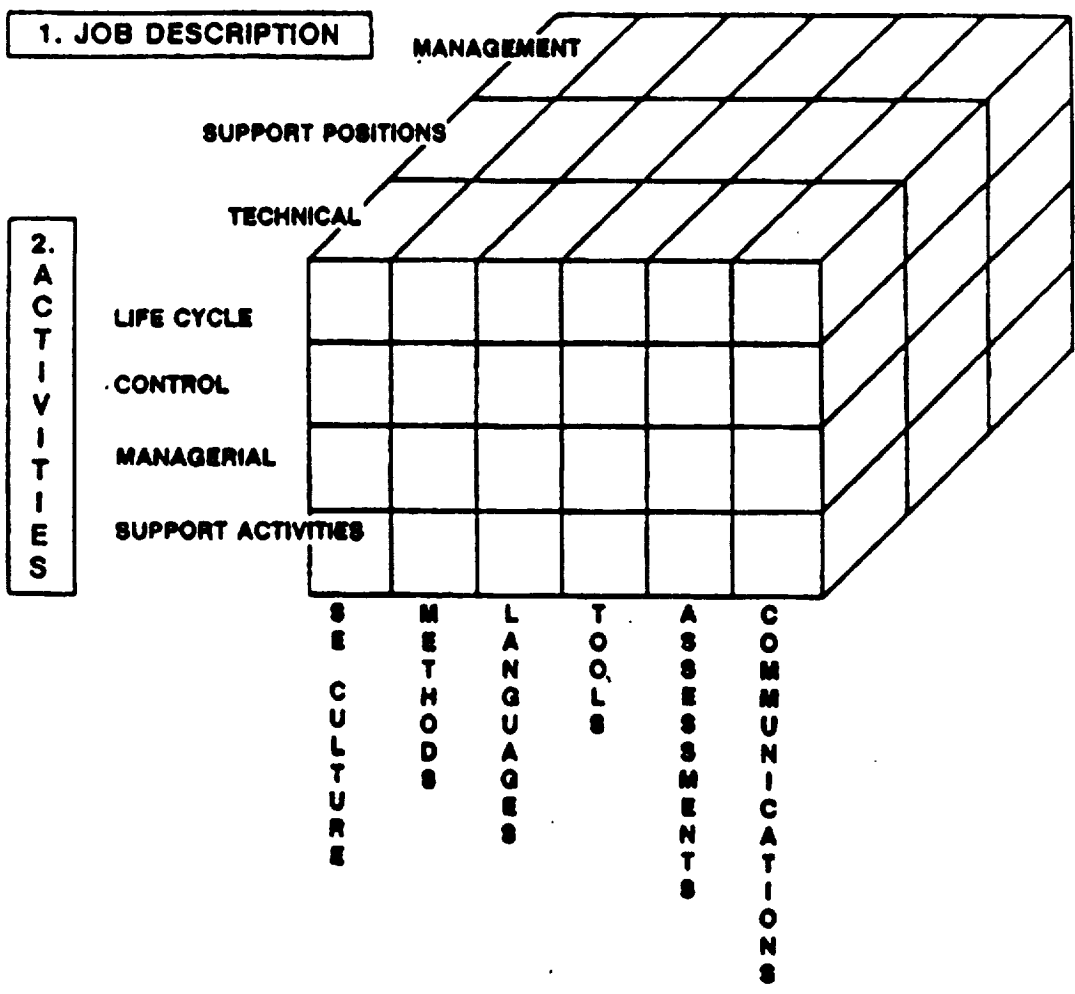 1. JOB DESCRIPTION
MANAGEMENT
SUPPORT POSITIONS
TECHNICAL
2. ACTIVITIES
LIFE CYCLE
CONTROL
MANAGERIAL
SUPPORT ACTIVITIES
SE CULTURE
METHODS
LANGUAGES
TOOLS
ASSESSMENTS
COMMUNICATIONS